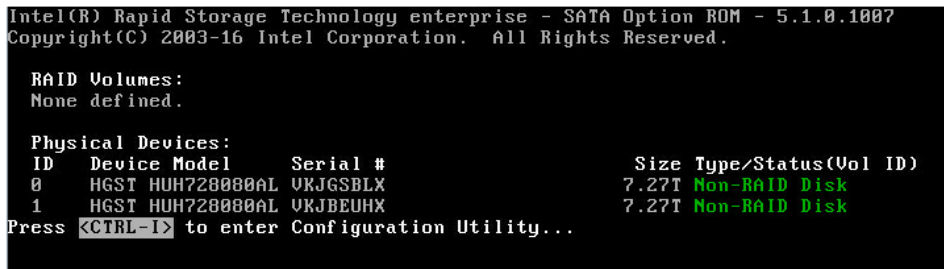 Intel(R) Rapid Storage Technology enterprise - SATA Option ROM - 5.1.0.1007
Copyright(C) 2003-16 Intel Corporation.  All Rights Reserved.
RAID Volumes:
None defined.
Physical Devices:
ID   Device Model     Serial #                        Size Type/Status(Vol ID)
0    HGST HUH728080AL VKJGSBLX                       7.27T Non-RAID Disk
1    HGST HUH728080AL VKJBEUHX                       7.27T Non-RAID Disk
Press <CTRL-I> to enter Configuration Utility...